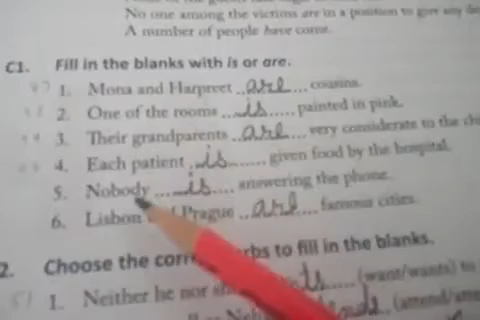 No one among the victims are in a position to give any
A number of people have come.
C1. Fill in the blanks with is or are.
1. Mona and Harpreet ..are.... cousins.
2. One of the rooms ...is..... painted in pink.
3. Their grandparents ..are.... very considerate to the
4. Each patient ..is....... given food by the hospital.
5. Nobody ....is.... answering the phone.
6. Lisbon Prague ..are.... famous cities.
2. Choose the verbs to fill in the blanks.
1. Neither he nor (want/wants) to